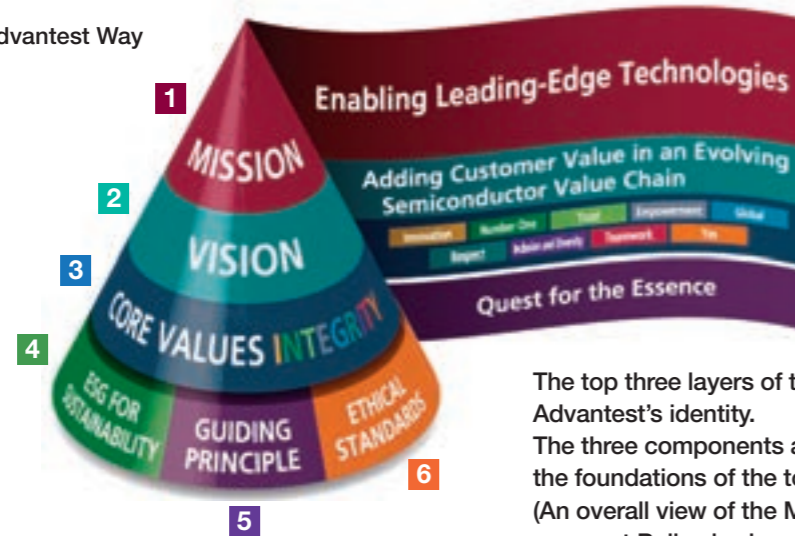 dvantest Way
1
MISSION
Enabling Leading-Edge Technologies
2
VISION
Adding Customer Value in an Evolving
Semiconductor Value Chain
Innovation Number One Trust Empowerment Global
Respect Teamwork Yes
3
CORE VALUES INTEGRITY
Quest for the Essence
4
ESG FOR
SUSTAINABILITY
GUIDING
PRINCIPLE
ETHICAL
STANDARDS
5
6
The top three layers of t
Advantest's identity.
The three components a
the foundations of the to
(An overall view of the M